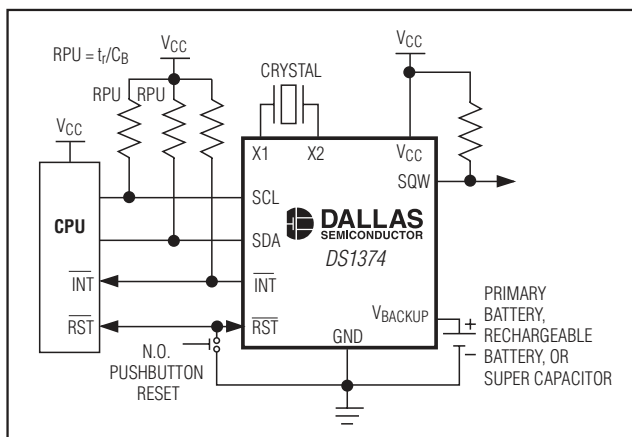 RPU = tr/CB
VCC
CRYSTAL
VCC
RPU
RPU
VCC
X1
X2
VCC
SQW
CPU
SCL
DALLAS
SEMICONDUCTOR
SDA
DS1374
INT
INT
VBACKUP
+
PRIMARY
BATTERY,
RECHARGEABLE
BATTERY, OR
–
SUPER CAPACITOR
RST
RST
GND
N.O.
PUSHBUTTON
RESET